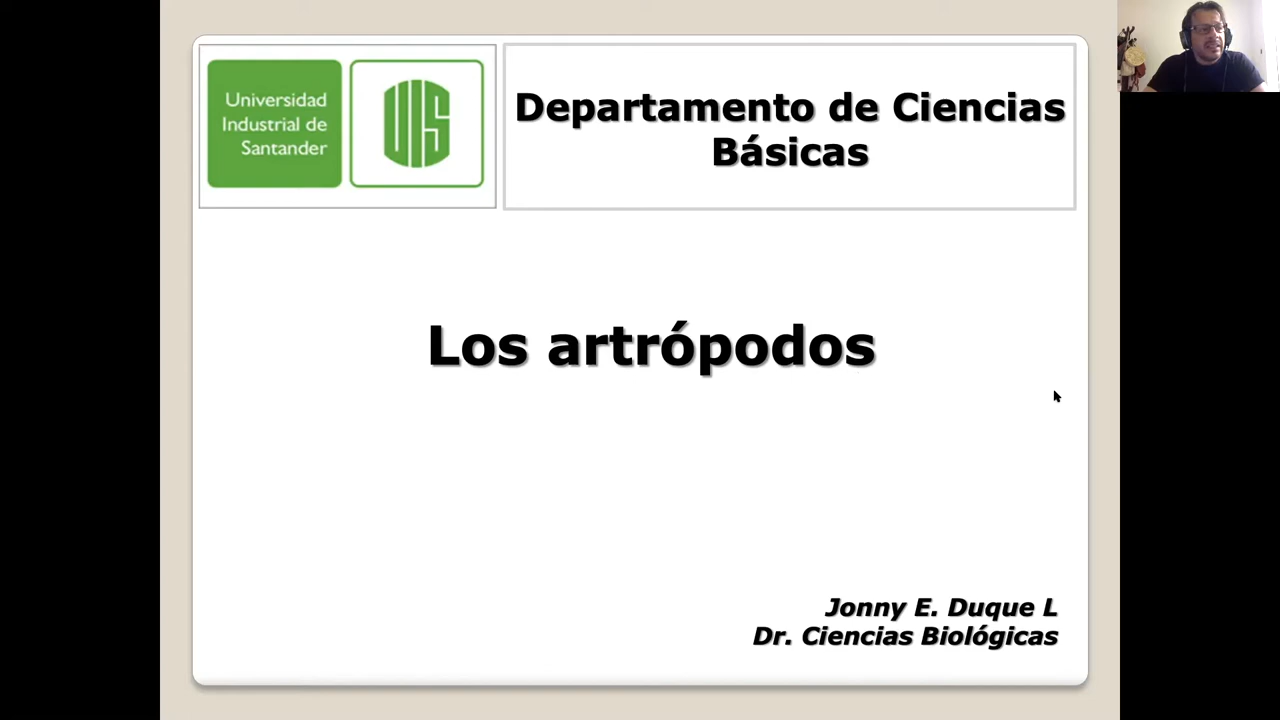 Universidad
Industrial de
Santander
UIS
Departamento de Ciencias
Básicas
Los artrópodos
Jonny E. Duque L
Dr. Ciencias Biológicas